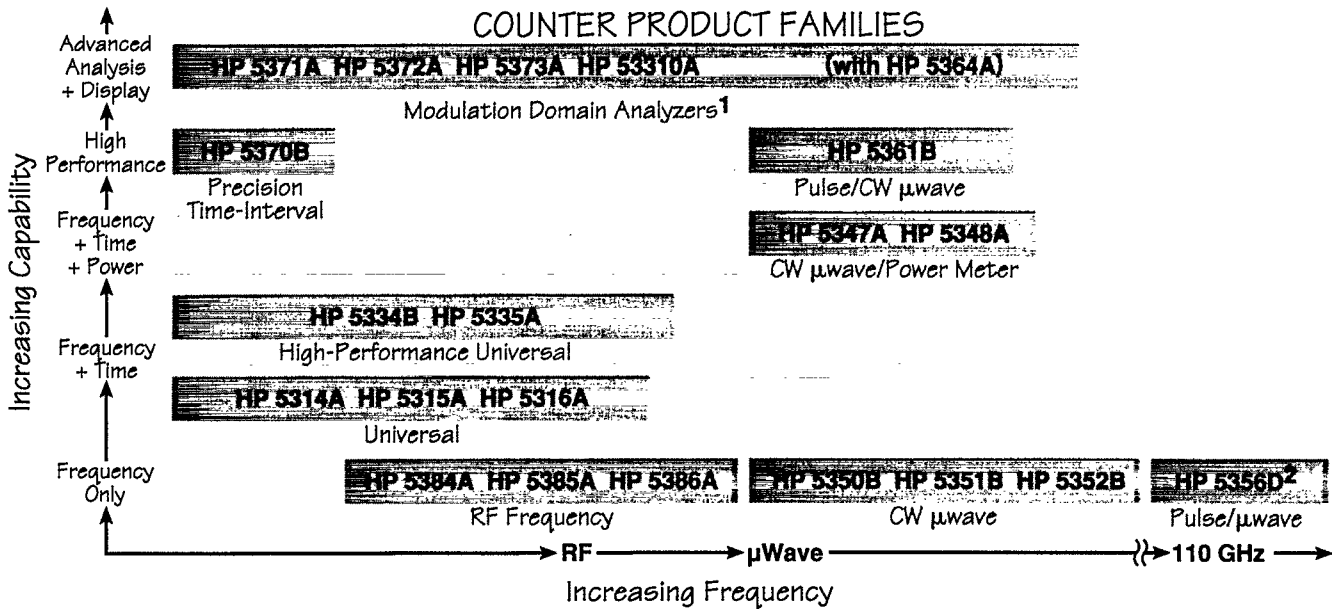 COUNTER PRODUCT FAMILIES
Advanced
Analysis
+ Display
HP 5371A HP 5372A HP 5373A HP 53310A (with HP 5364A)
Modulation Domain Analyzers1
High
Performance
HP 5370B
Precision
Time-Interval
HP 5361B
Pulse/CW µwave
Frequency
+ Time
+ Power
HP 5347A HP 5348A
CW µwave/Power Meter
Increasing Capability
HP 5334B HP 5335A
High-Performance Universal
Frequency
+ Time
HP 5314A HP 5315A HP 5316A
Universal
Frequency
Only
HP 5384A HP 5385A HP 5386A
RF Frequency
HP 5350B HP 5351B HP 5352B
CW µwave
HP 5356D2
Pulse/µwave
RF
µWave
110 GHz
Increasing Frequency